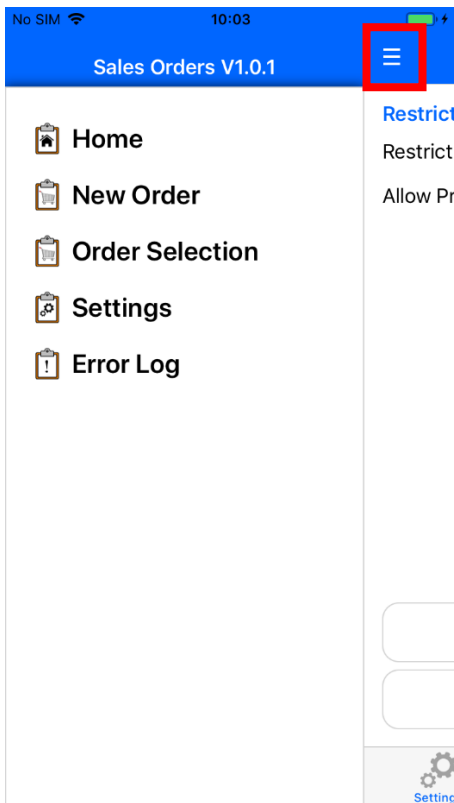 No SIM 10:03
Sales Orders V1.0.1
☰
Home
New Order
Order Selection
Settings
Error Log
Restrict
Restrict
Allow Pr
Setting